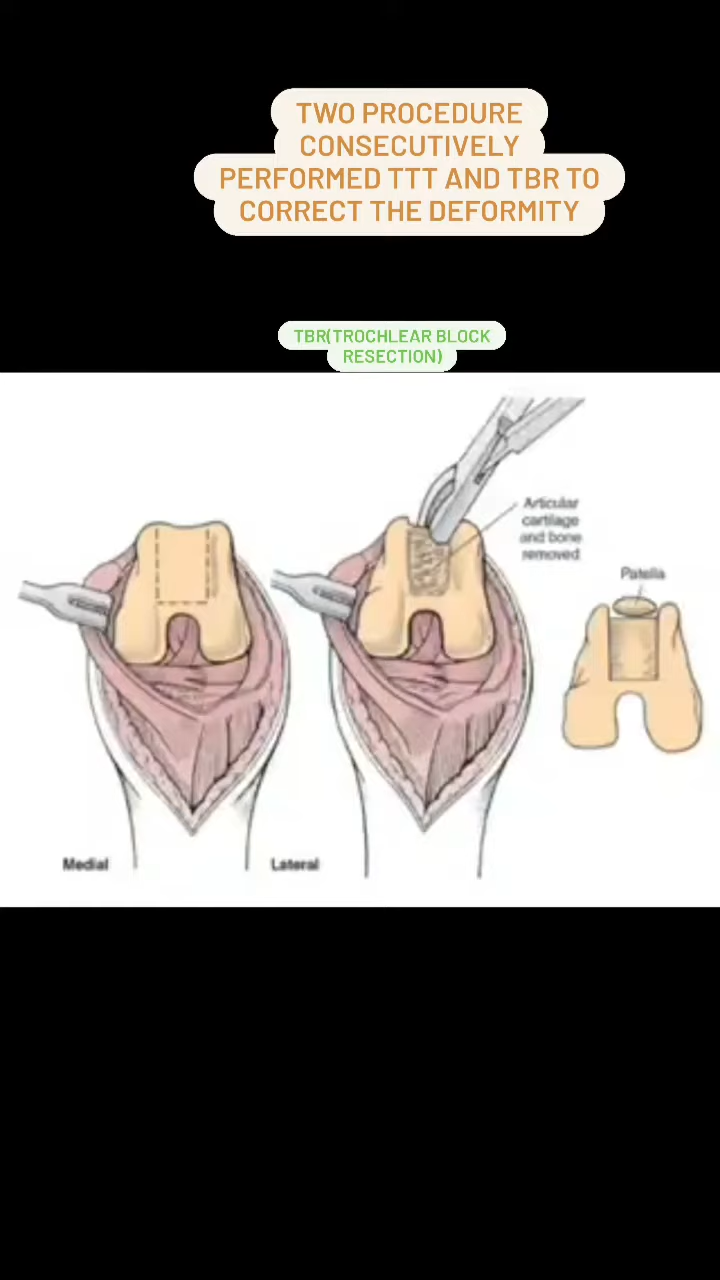 TWO PROCEDURE
CONSECUTIVELY
PERFORMED TTT AND TBR TO
CORRECT THE DEFORMITY
TBR(TROCHLEAR BLOCK
RESECTION)
Articular
cartilage
and bone
removed
Patella
Medial
Lateral